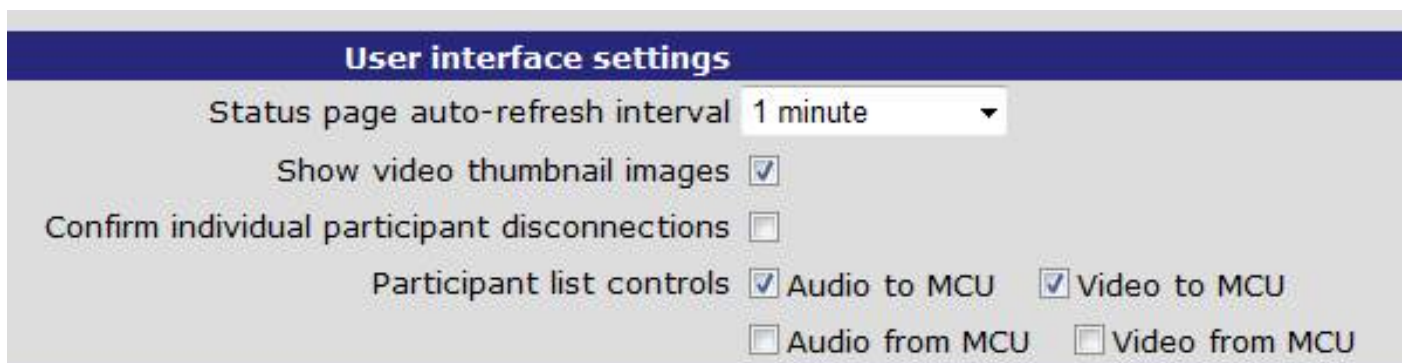 User interface settings
Status page auto-refresh interval 1 minute
Show video thumbnail images
Confirm individual participant disconnections
Participant list controls Audio to MCU Video to MCU
Audio from MCU Video from MCU